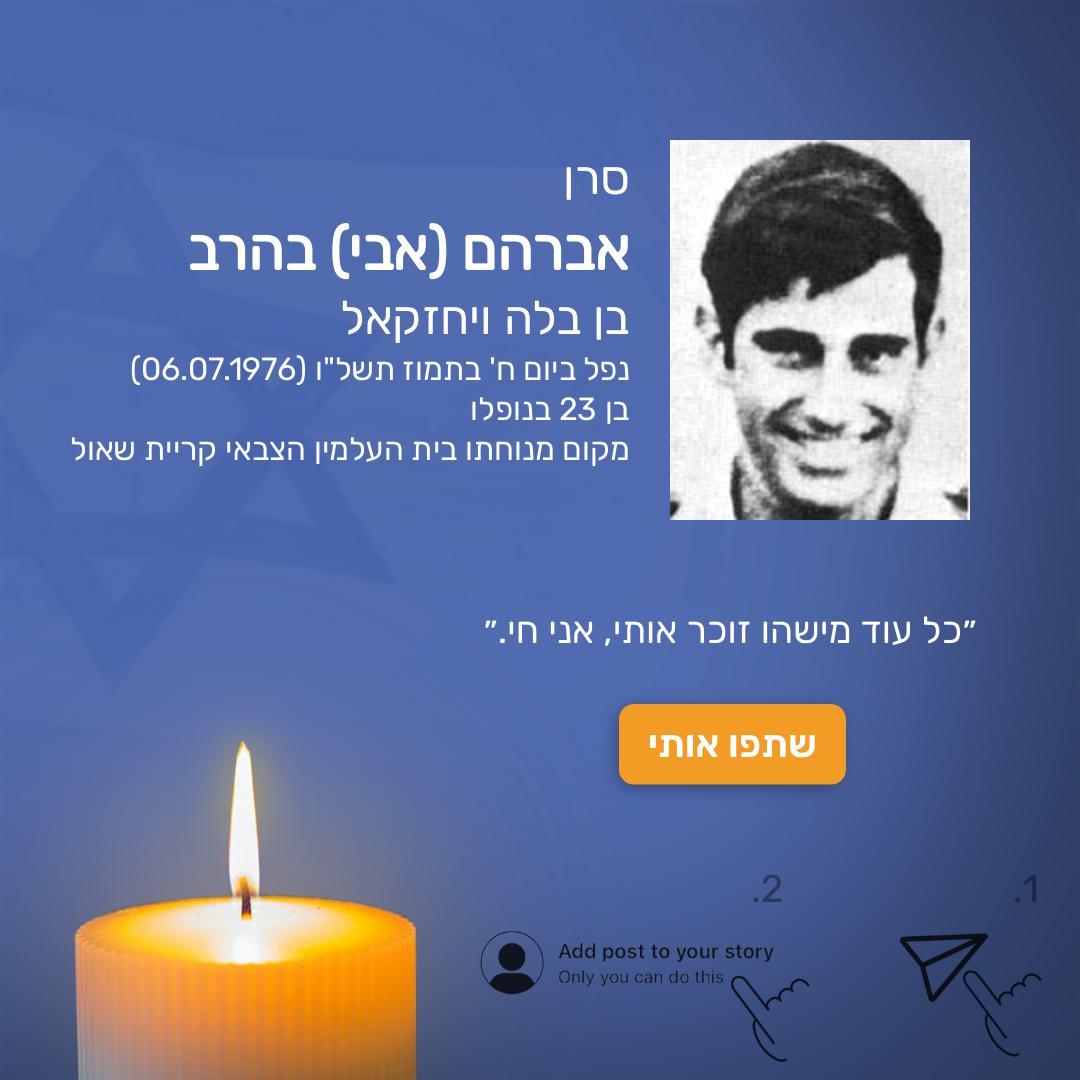 סרן
אברהם (אבי) בהרב
בן בלה ויחזקאל
נפל ביום ח' בתמוז תשל"ו (06.07.1976)
בן 23 בנופלו
מקום מנוחתו בית העלמין הצבאי קריית שאול
״כל עוד מישהו זוכר אותי, אני חי.״
שתפו אותי
.1
.2
Add post to your story
Only you can do this